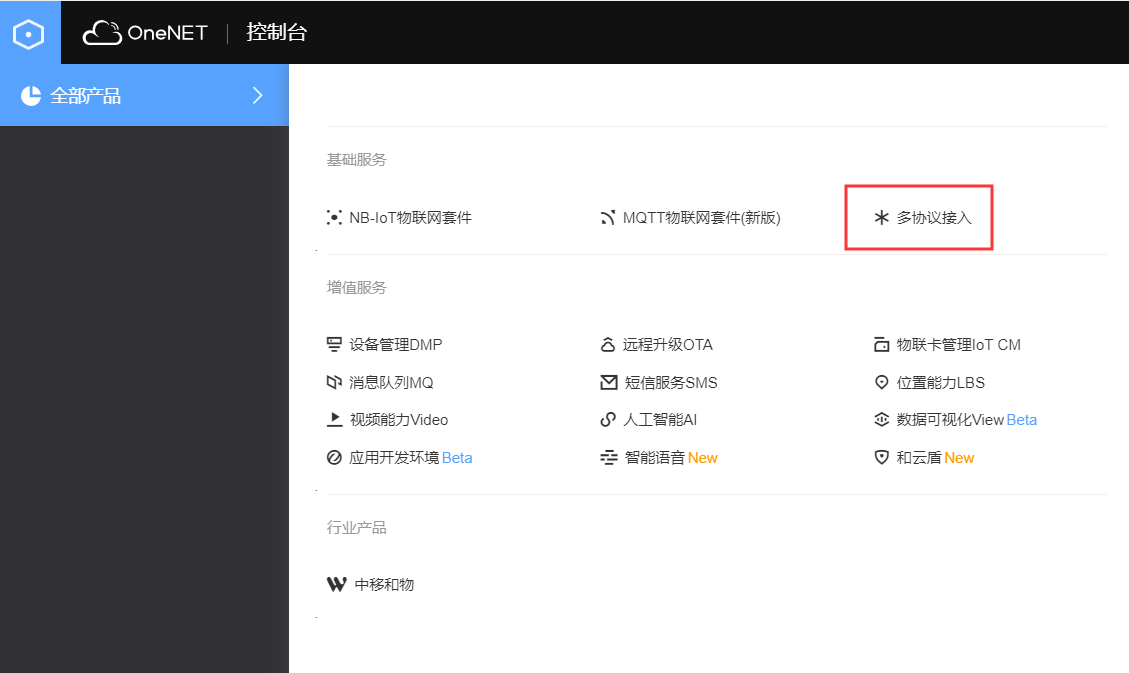 OneNET 控制台
全部产品
基础服务
NB-IoT物联网套件 MQTT物联网套件(新版) 多协议接入
增值服务
设备管理DMP 远程升级OTA 物联卡管理IoT CM
消息队列MQ 短信服务SMS 位置能力LBS
视频能力Video 人工智能AI 数据可视化View Beta
应用开发环境 Beta 智能语音 New 和云盾 New
行业产品
中移和物